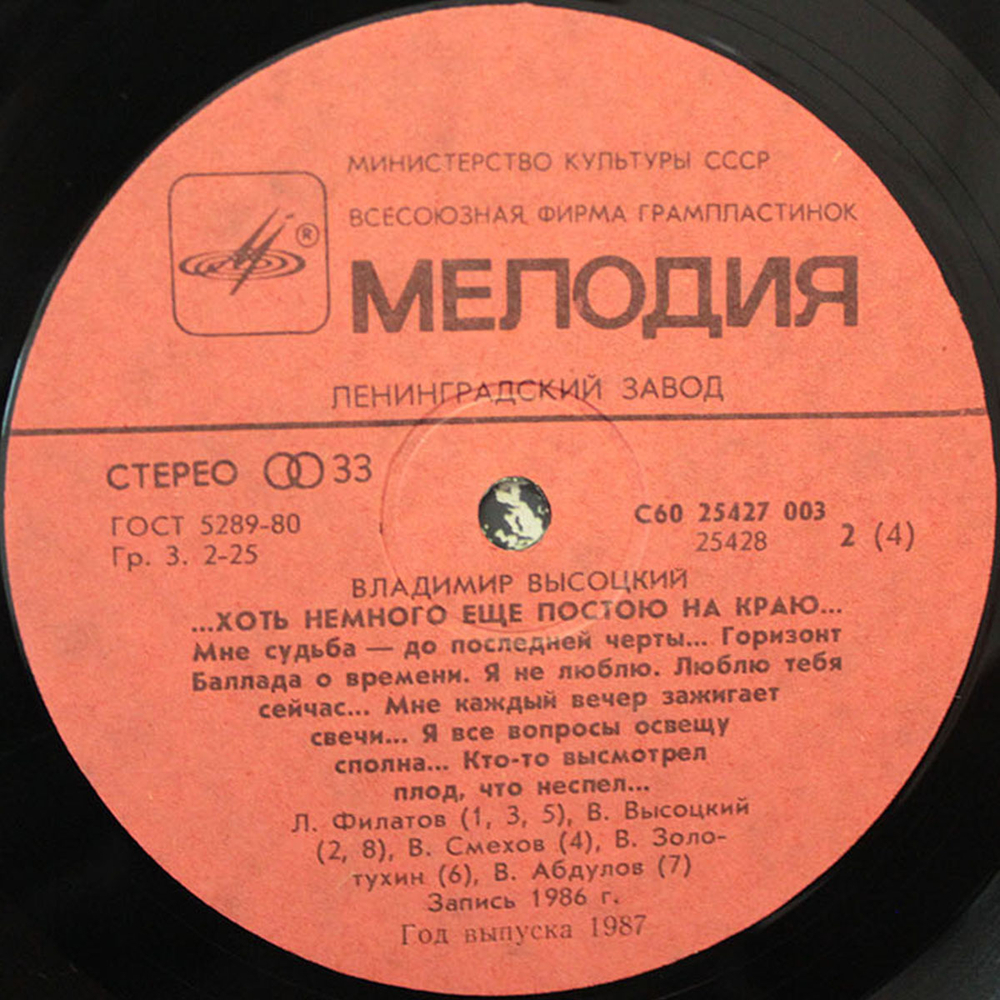 МИНИСТЕРСТВО КУЛЬТУРЫ СССР
ВСЕСОЮЗНАЯ ФИРМА ГРАМПЛАСТИНОК
®
МЕЛОДИЯ
ЛЕНИНГРАДСКИЙ ЗАВОД
СТЕРЕО 33
ГОСТ 5289-80
Гр. 3. 2-25
С60 25427 003
25428 2 (4)
ВЛАДИМИР ВЫСОЦКИЙ
...ХОТЬ НЕМНОГО ЕЩЕ ПОСТОЮ НА КРАЮ...
Мне судьба — до последней черты... Горизонт
Баллада о времени. Я не люблю. Люблю тебя
сейчас... Мне каждый вечер зажигает
свечи... Я все вопросы освещу
сполна... Кто-то высмотрел
плод, что неспел...
Л. Филатов (1, 3, 5), В. Высоцкий
(2, 8), В. Смехов (4), В. Золо-
тухин (6), В. Абдулов (7)
Запись 1986 г.
Год выпуска 1987